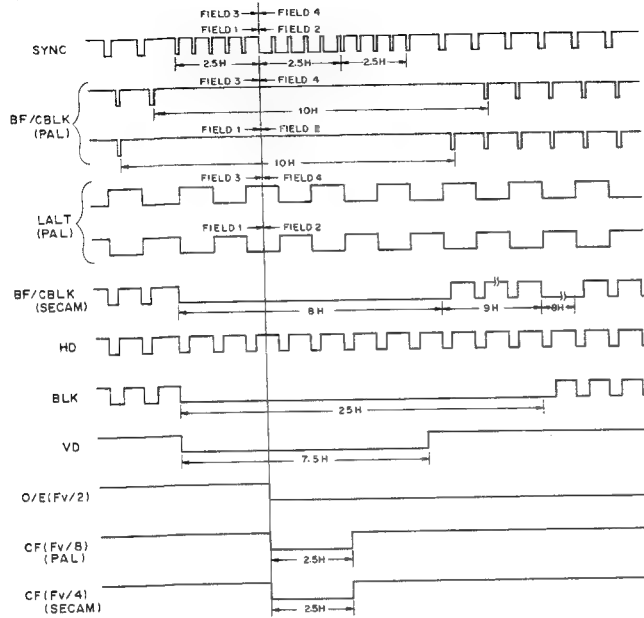 FIELD 3 FIELD 4
FIELD 1 FIELD 2
SYNC
2.5H 2.5H 2.5H
FIELD 3 FIELD 4
10H
BF/CBLK
(PAL)
FIELD 1 FIELD 2
10H
FIELD 3 FIELD 4
LALT
(PAL)
FIELD 1 FIELD 2
BF/CBLK
(SECAM)
8H 9H 8H
HD
BLK
25H
VD
7.5H
O/E(Fv/2)
CF(Fv/8)
(PAL)
2.5H
CF(Fv/4)
(SECAM)
2.5H